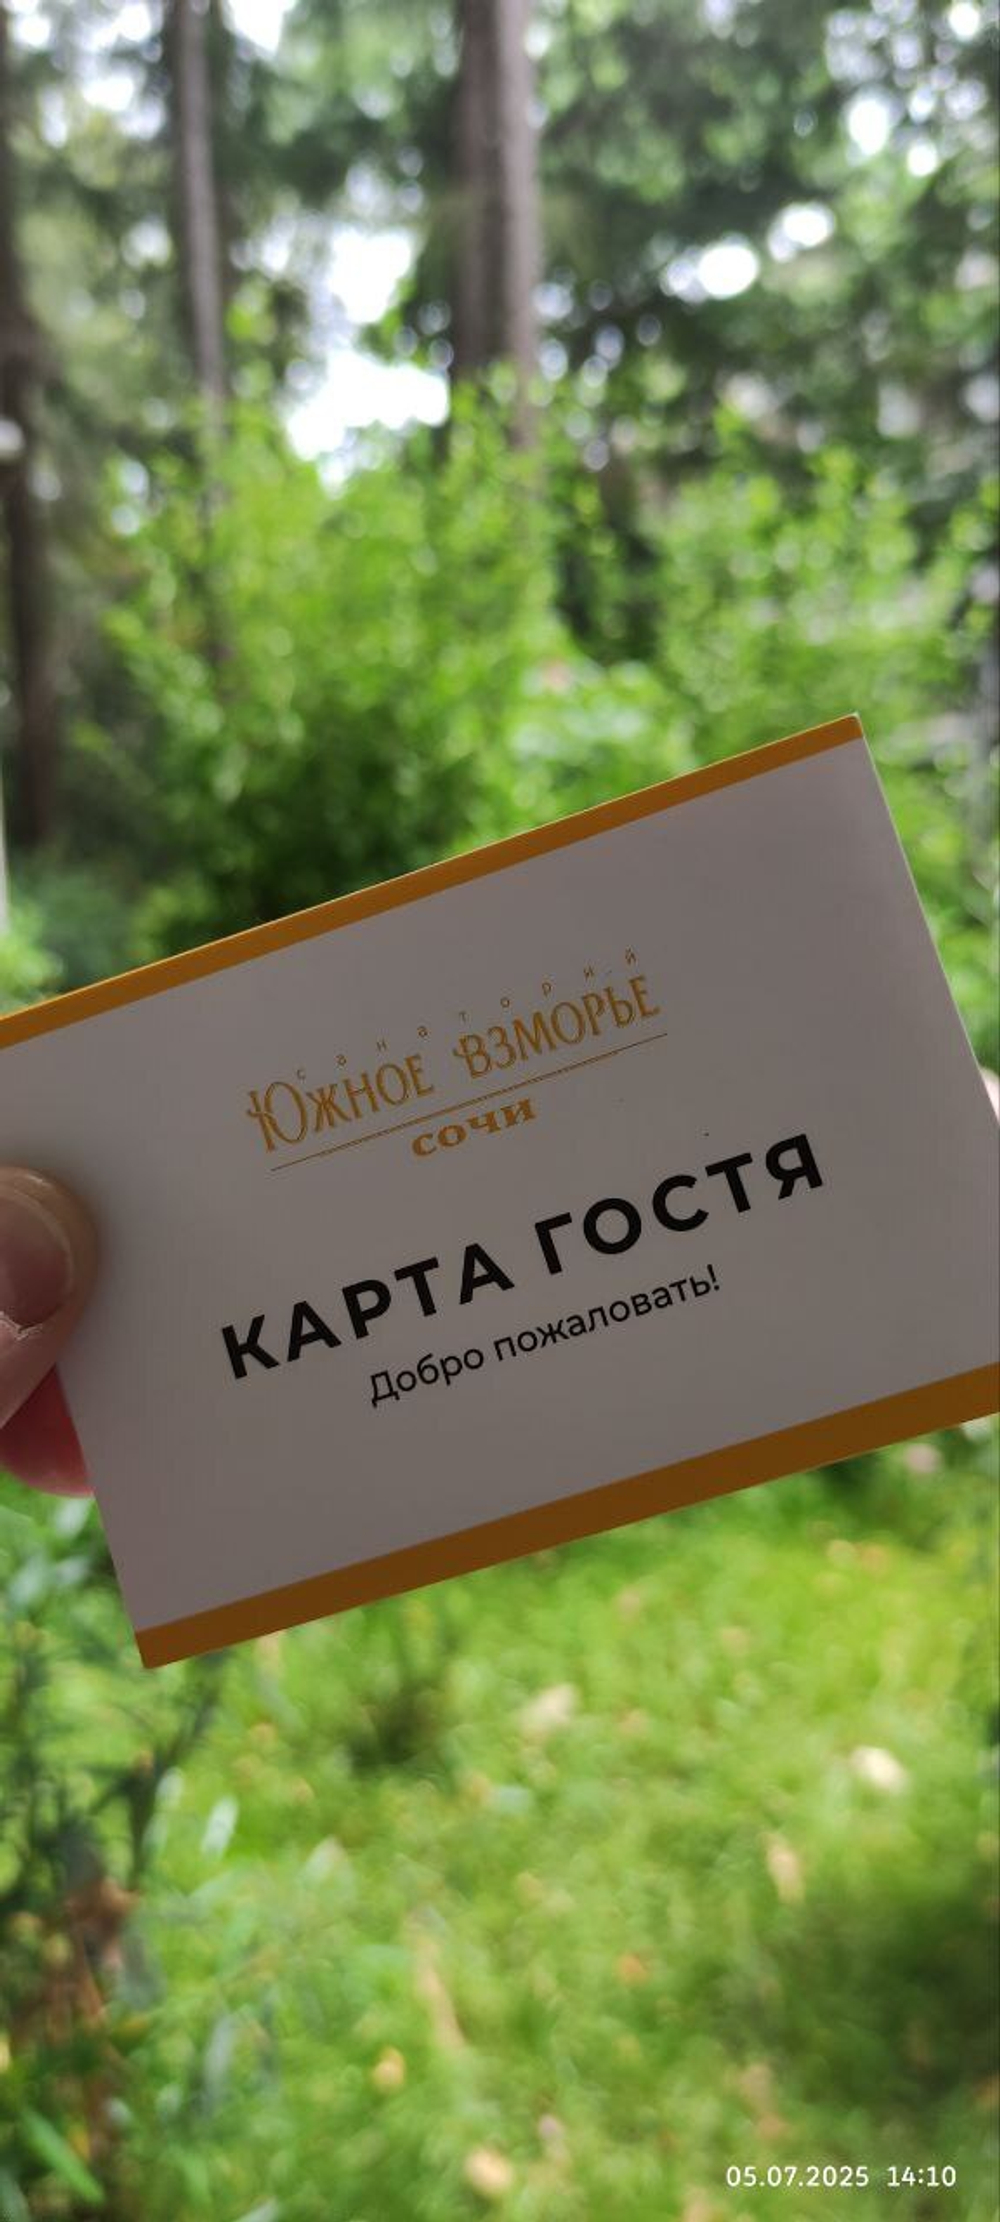 санаторий
ЮЖНОЕ ВЗМОРЬЕ
СОЧИ
КАРТА ГОСТЯ
Добро пожаловать!
05.07.2025 14:10